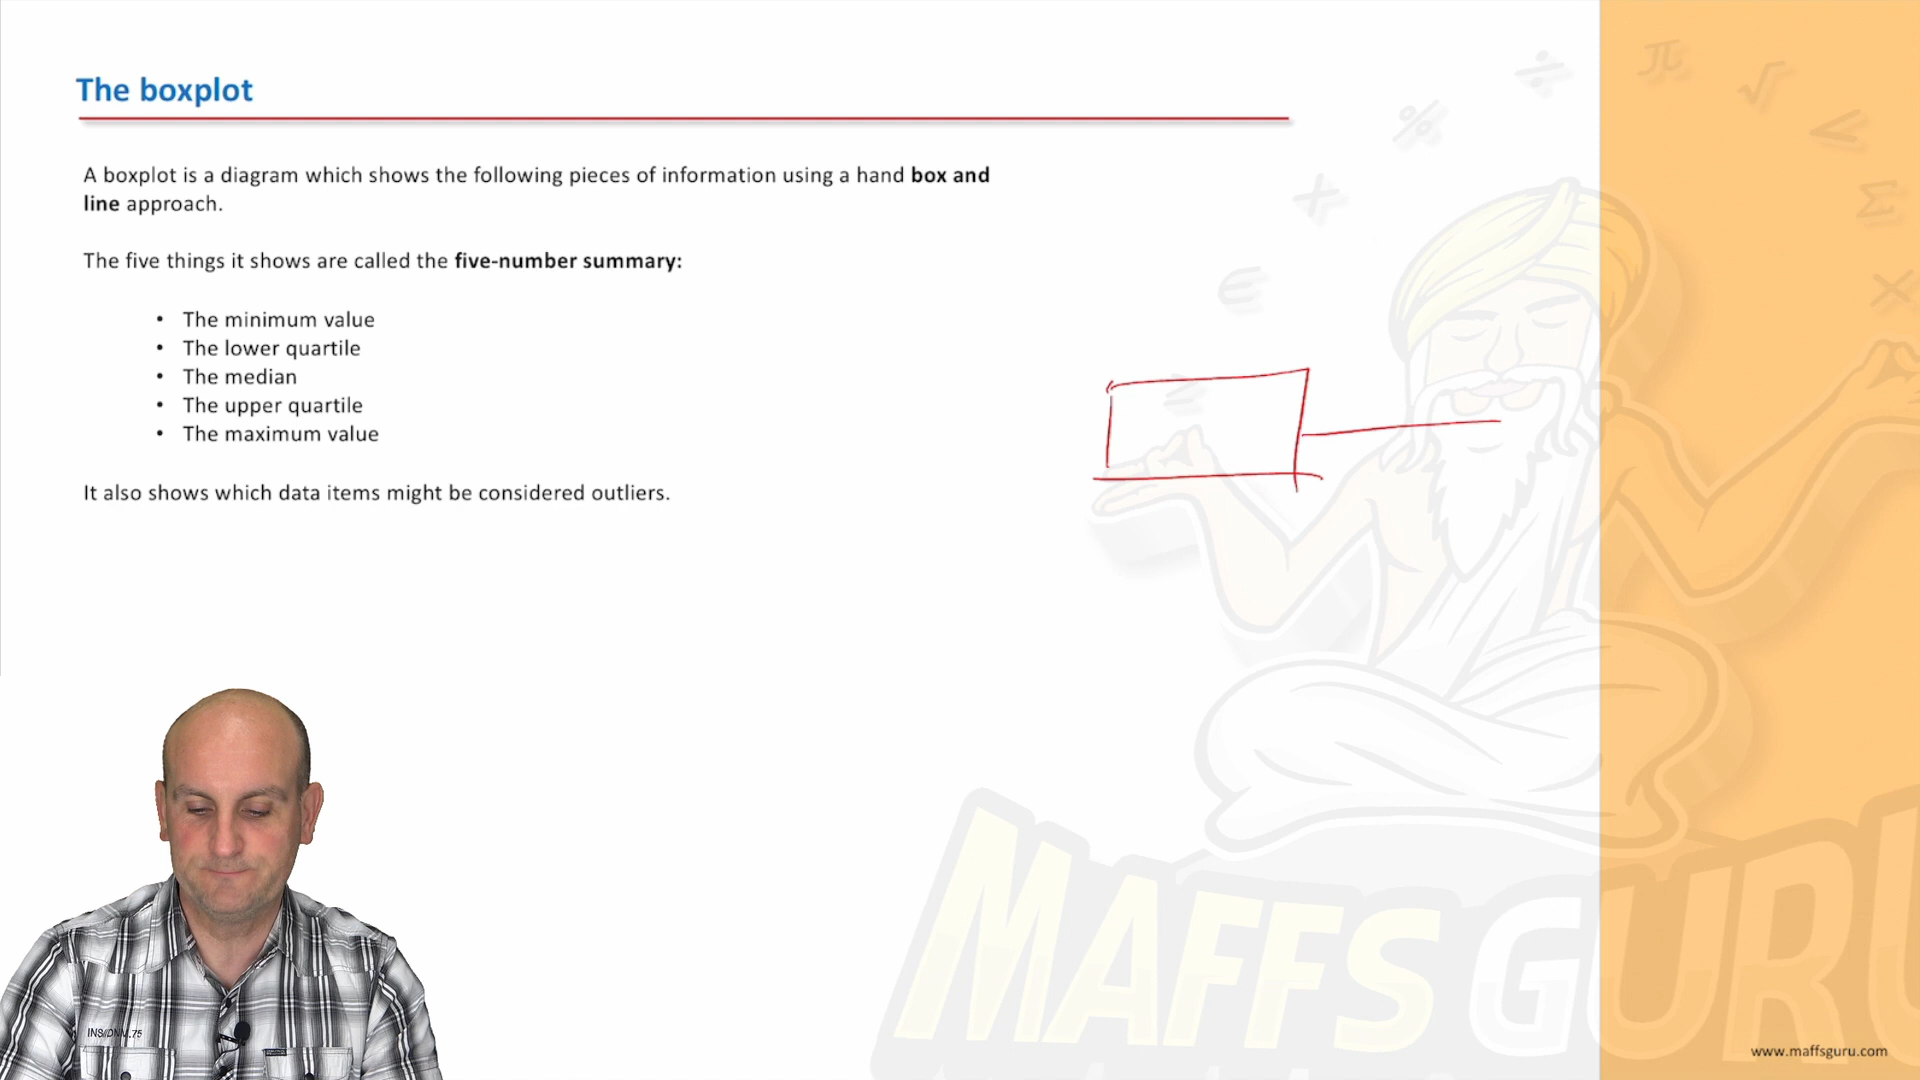 The boxplot
A boxplot is a diagram which shows the following pieces of information using a hand box and
line approach.
The five things it shows are called the five-number summary:
• The minimum value
• The lower quartile
• The median
• The upper quartile
• The maximum value
It also shows which data items might be considered outliers.
MAFFS GURU
www.maffsguru.com